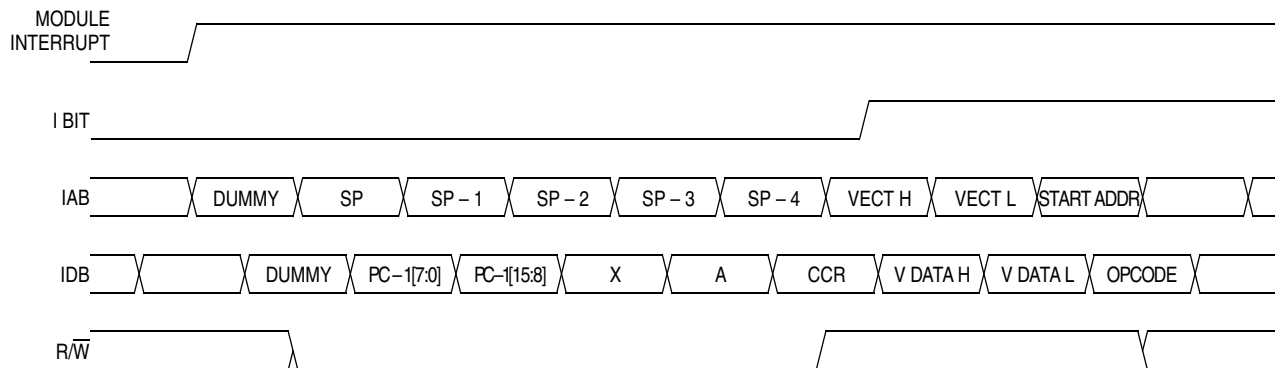 MODULE
INTERRUPT
I BIT
IAB DUMMY SP SP – 1 SP – 2 SP – 3 SP – 4 VECT H VECT L START ADDR
IDB DUMMY PC – 1[7:0] PC–1[15:8] X A CCR V DATA H V DATA L OPCODE
R/W̅